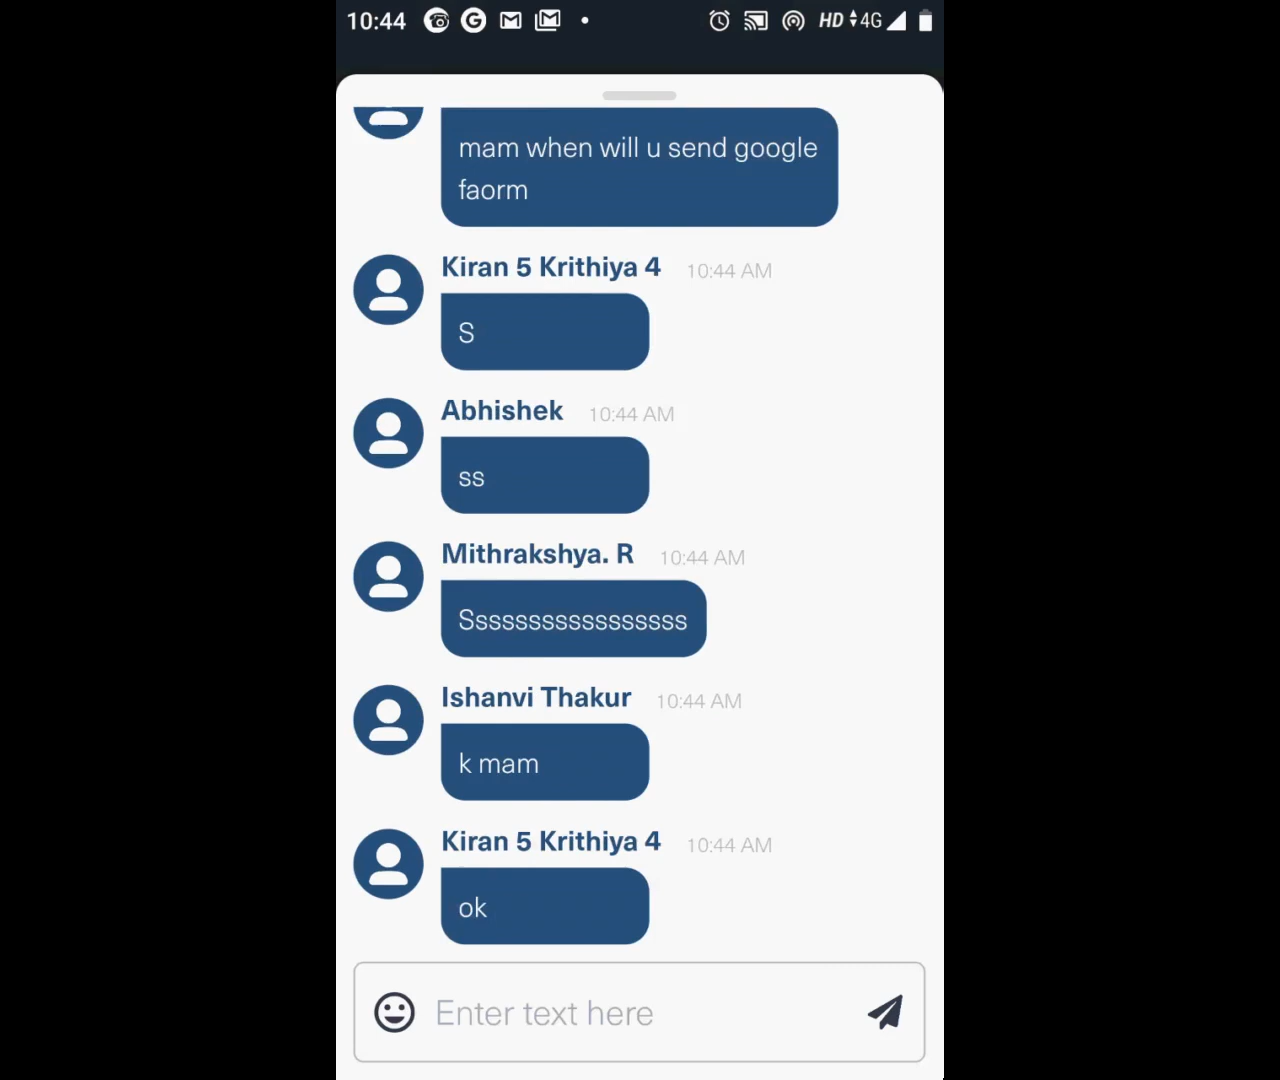 10:44 HD 4G
mam when will u send google
faorm
Kiran 5 Krithiya 4 10:44 AM
S
Abhishek 10:44 AM
ss
Mithrakshya. R 10:44 AM
Sssssssssssssssss
Ishanvi Thakur 10:44 AM
k mam
Kiran 5 Krithiya 4 10:44 AM
ok
Enter text here